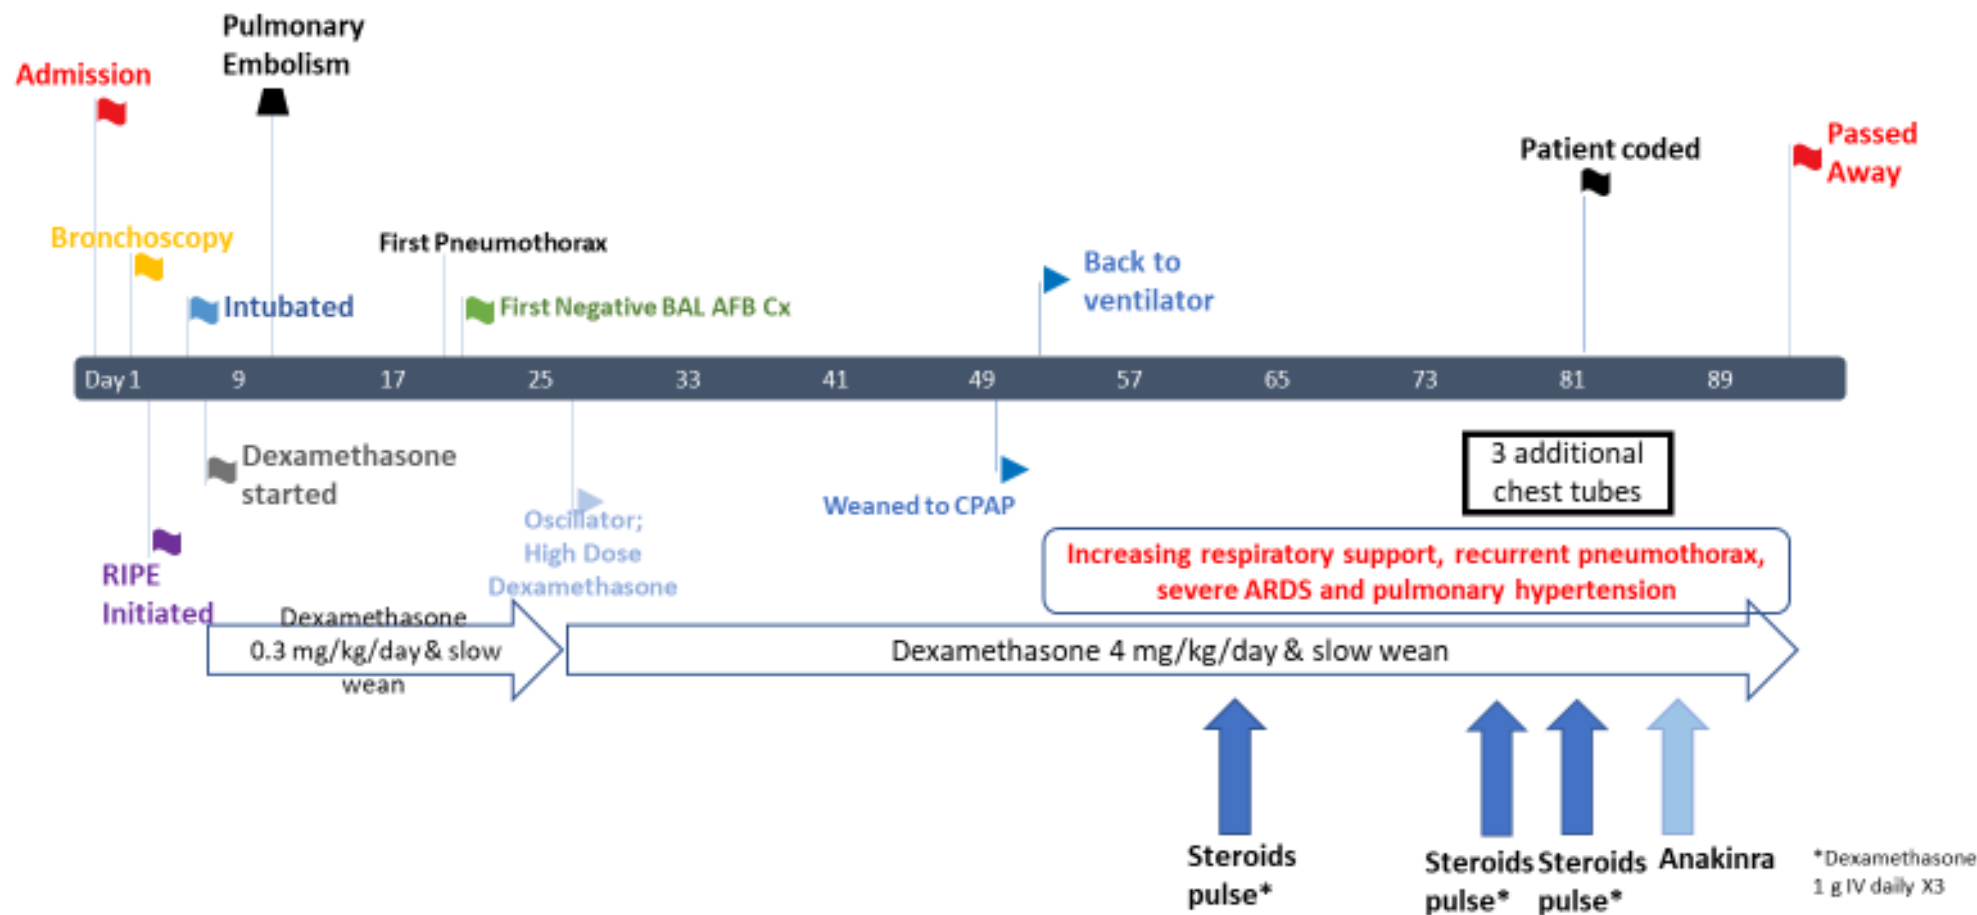 Pulmonary
Embolism
Admission
Patient coded
Passed
Away
Bronchoscopy
First Pneumothorax
Back to
ventilator
Intubated
First Negative BAL AFB Cx
Day 1 9 17 25 33 41 49 57 65 73 81 89
Dexamethasone
started
3 additional
chest tubes
Weaned to CPAP
Oscillator;
High Dose
Dexamethasone
RIPE
Initiated
Increasing respiratory support, recurrent pneumothorax,
severe ARDS and pulmonary hypertension
Dexamethasone
0.3 mg/kg/day & slow
wean
Dexamethasone 4 mg/kg/day & slow wean
Steroids
pulse*
Steroids
pulse*
Steroids
pulse*
Anakinra
*Dexamethasone
1 g IV daily X3